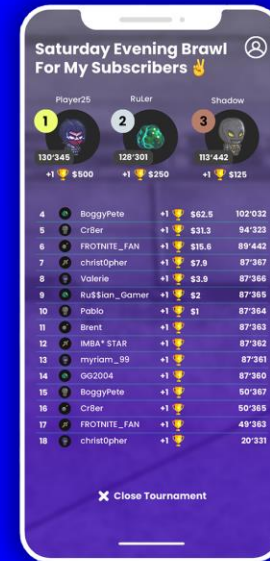 Saturday Evening Brawl
For My Subscribers ✌
Player25 RuLer Shadow
1 2 3
130'345 128'301 113'442
+1 🏆 $500 +1 🏆 $250 +1 🏆 $125
4 BoggyPete +1 🏆 $62.5 102'032
5 Cr8er +1 🏆 $31.3 94'323
6 FROTNITE_FAN +1 🏆 $15.6 89'442
7 christ0pher +1 🏆 $7.9 87'367
8 Valerie +1 🏆 $3.9 87'366
9 Ru$$ian_Gamer +1 🏆 $2 87'365
10 Pablo +1 🏆 $1 87'364
11 Brent +1 🏆 87'363
12 IMBA* STAR +1 🏆 87'362
13 myriam_99 +1 🏆 87'361
14 GG2004 +1 🏆 87'360
15 BoggyPete +1 🏆 50'367
16 Cr8er +1 🏆 50'365
17 FROTNITE_FAN +1 🏆 49'363
18 christ0pher +1 🏆 20'331
✕ Close Tournament